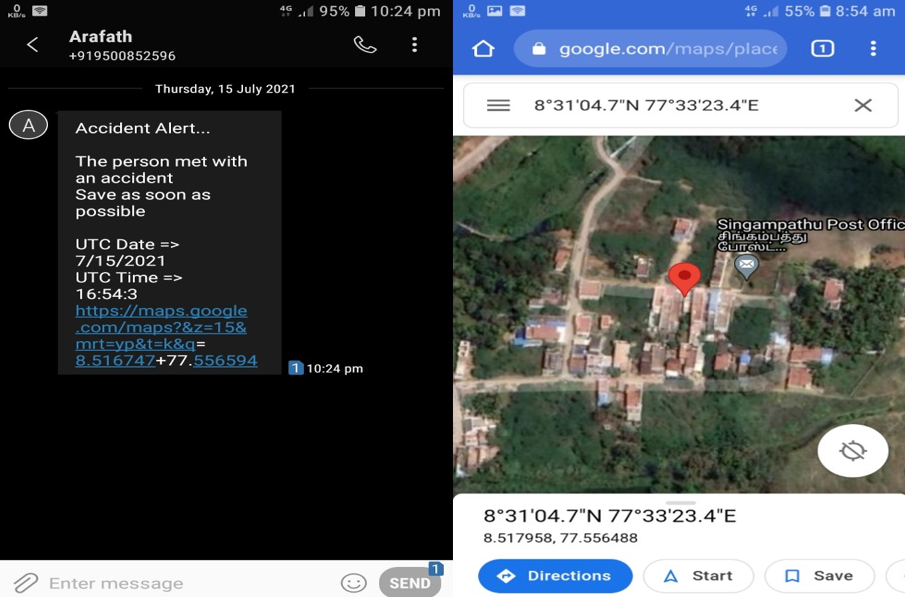 0
KB/s
4G
95%
10:24 pm
Arafath
+919500852596
Thursday, 15 July 2021
A
Accident Alert...
The person met with
an accident
Save as soon as
possible
UTC Date =>
7/15/2021
UTC Time =>
16:54:3
https://maps.google
.com/maps?&z=15&
mrt=yp&t=k&q=
8.516747+77.556594
1 10:24 pm
Enter message
SEND
1
0
KB/s
4G
55%
8:54 am
google.com/maps/place
1
8°31'04.7"N 77°33'23.4"E
Singampathu Post Offic
சிங்கம்பத்து
போஸ்ட்...
8°31'04.7"N 77°33'23.4"E
8.517958, 77.556488
Directions
Start
Save